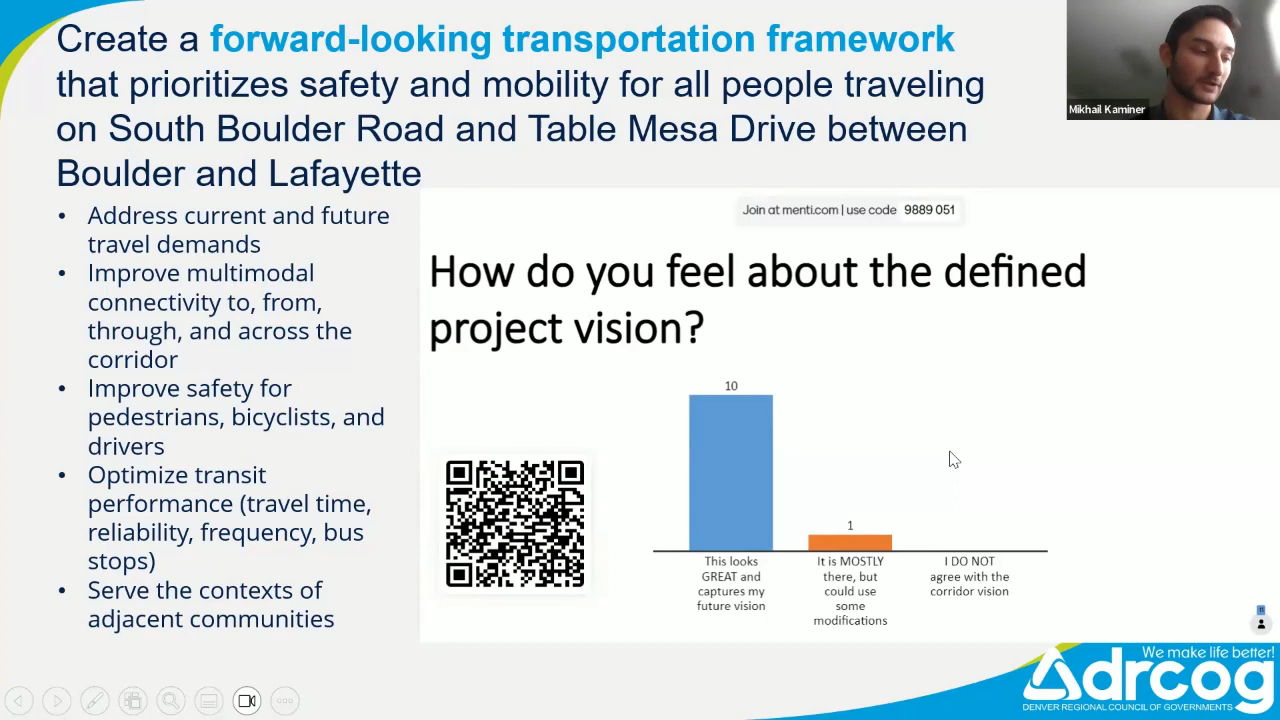 Create a forward-looking transportation framework
that prioritizes safety and mobility for all people traveling
on South Boulder Road and Table Mesa Drive between
Boulder and Lafayette
Mikhail Kaminer
• Address current and future
travel demands
• Improve multimodal
connectivity to, from,
through, and across the
corridor
• Improve safety for
pedestrians, bicyclists, and
drivers
• Optimize transit
performance (travel time,
reliability, frequency, bus
stops)
• Serve the contexts of
adjacent communities
Join at menti.com | use code 9889 051
How do you feel about the defined
project vision?
10
1
This looks
GREAT and
captures my
future vision
It is MOSTLY
there, but
could use
some
modifications
I DO NOT
agree with the
corridor vision
11
We make life better!
drcog
DENVER REGIONAL COUNCIL OF GOVERNMENTS